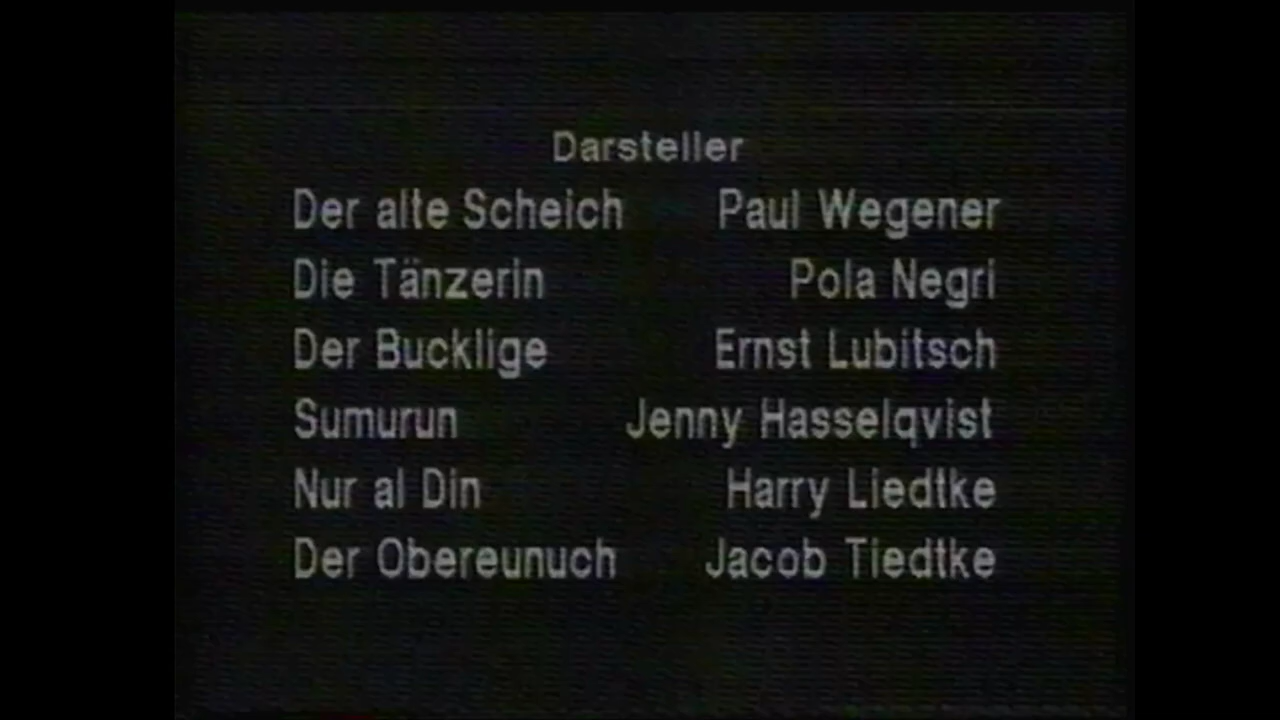 Darsteller
Der alte Scheich Paul Wegener
Die Tänzerin Pola Negri
Der Bucklige Ernst Lubitsch
Sumurun Jenny Hasselqvist
Nur al Din Harry Liedtke
Der Obereunuch Jacob Tiedtke